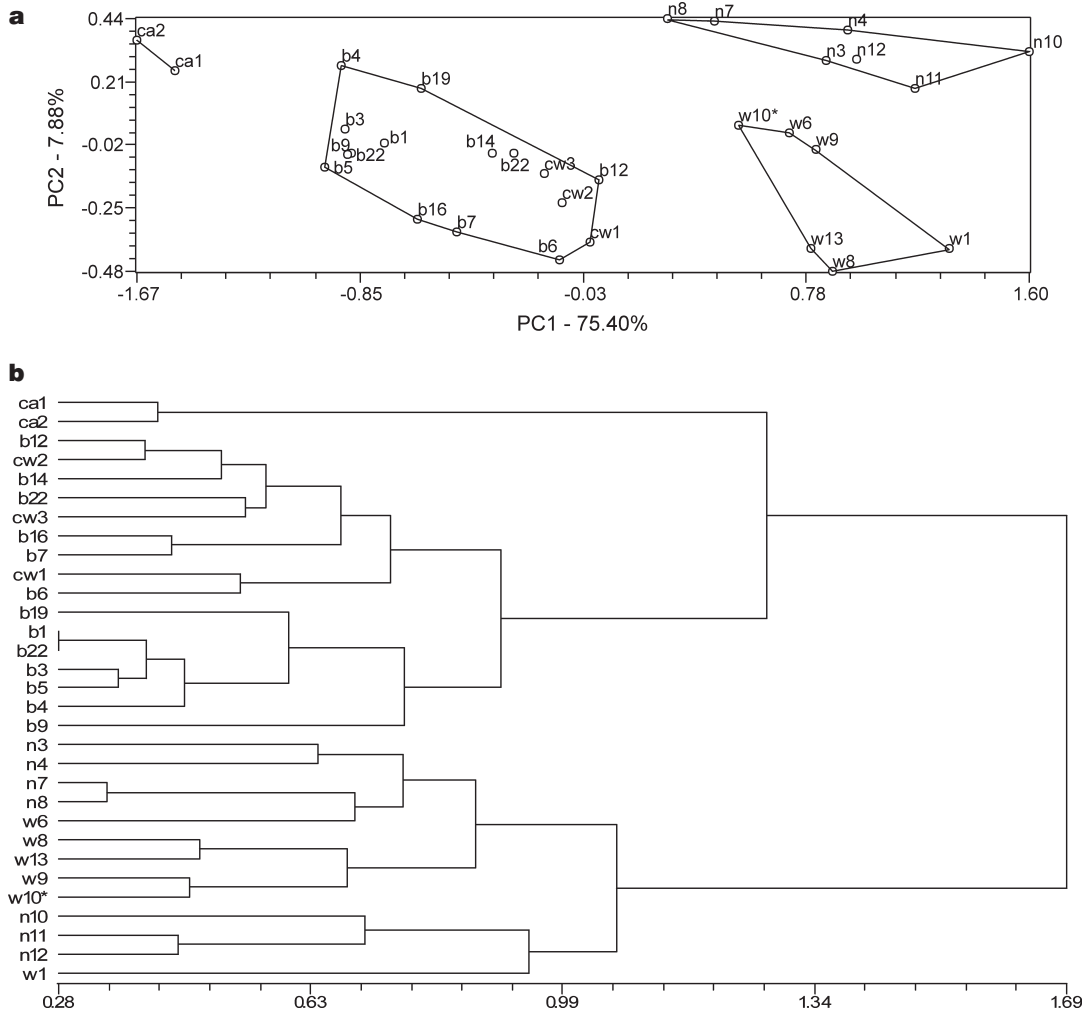 a
PC2 - 7.88%
0.44
0.21
-0.02
-0.25
-0.48
ca2
ca1
b4
b19
b3
b9
b22
b1
b5
b14
b22
cw3
b12
cw2
b16
b7
b6
cw1
n8
n7
n4
n10
n3
n12
n11
w10*
w6
w9
w13
w8
w1
-1.67
-0.85
-0.03
0.78
1.60
PC1 - 75.40%
b
ca1
ca2
b12
cw2
b14
b22
cw3
b16
b7
cw1
b6
b19
b1
b22
b3
b5
b4
b9
n3
n4
n7
n8
w6
w8
w13
w9
w10*
n10
n11
n12
w1
0.28
0.63
0.99
1.34
1.69